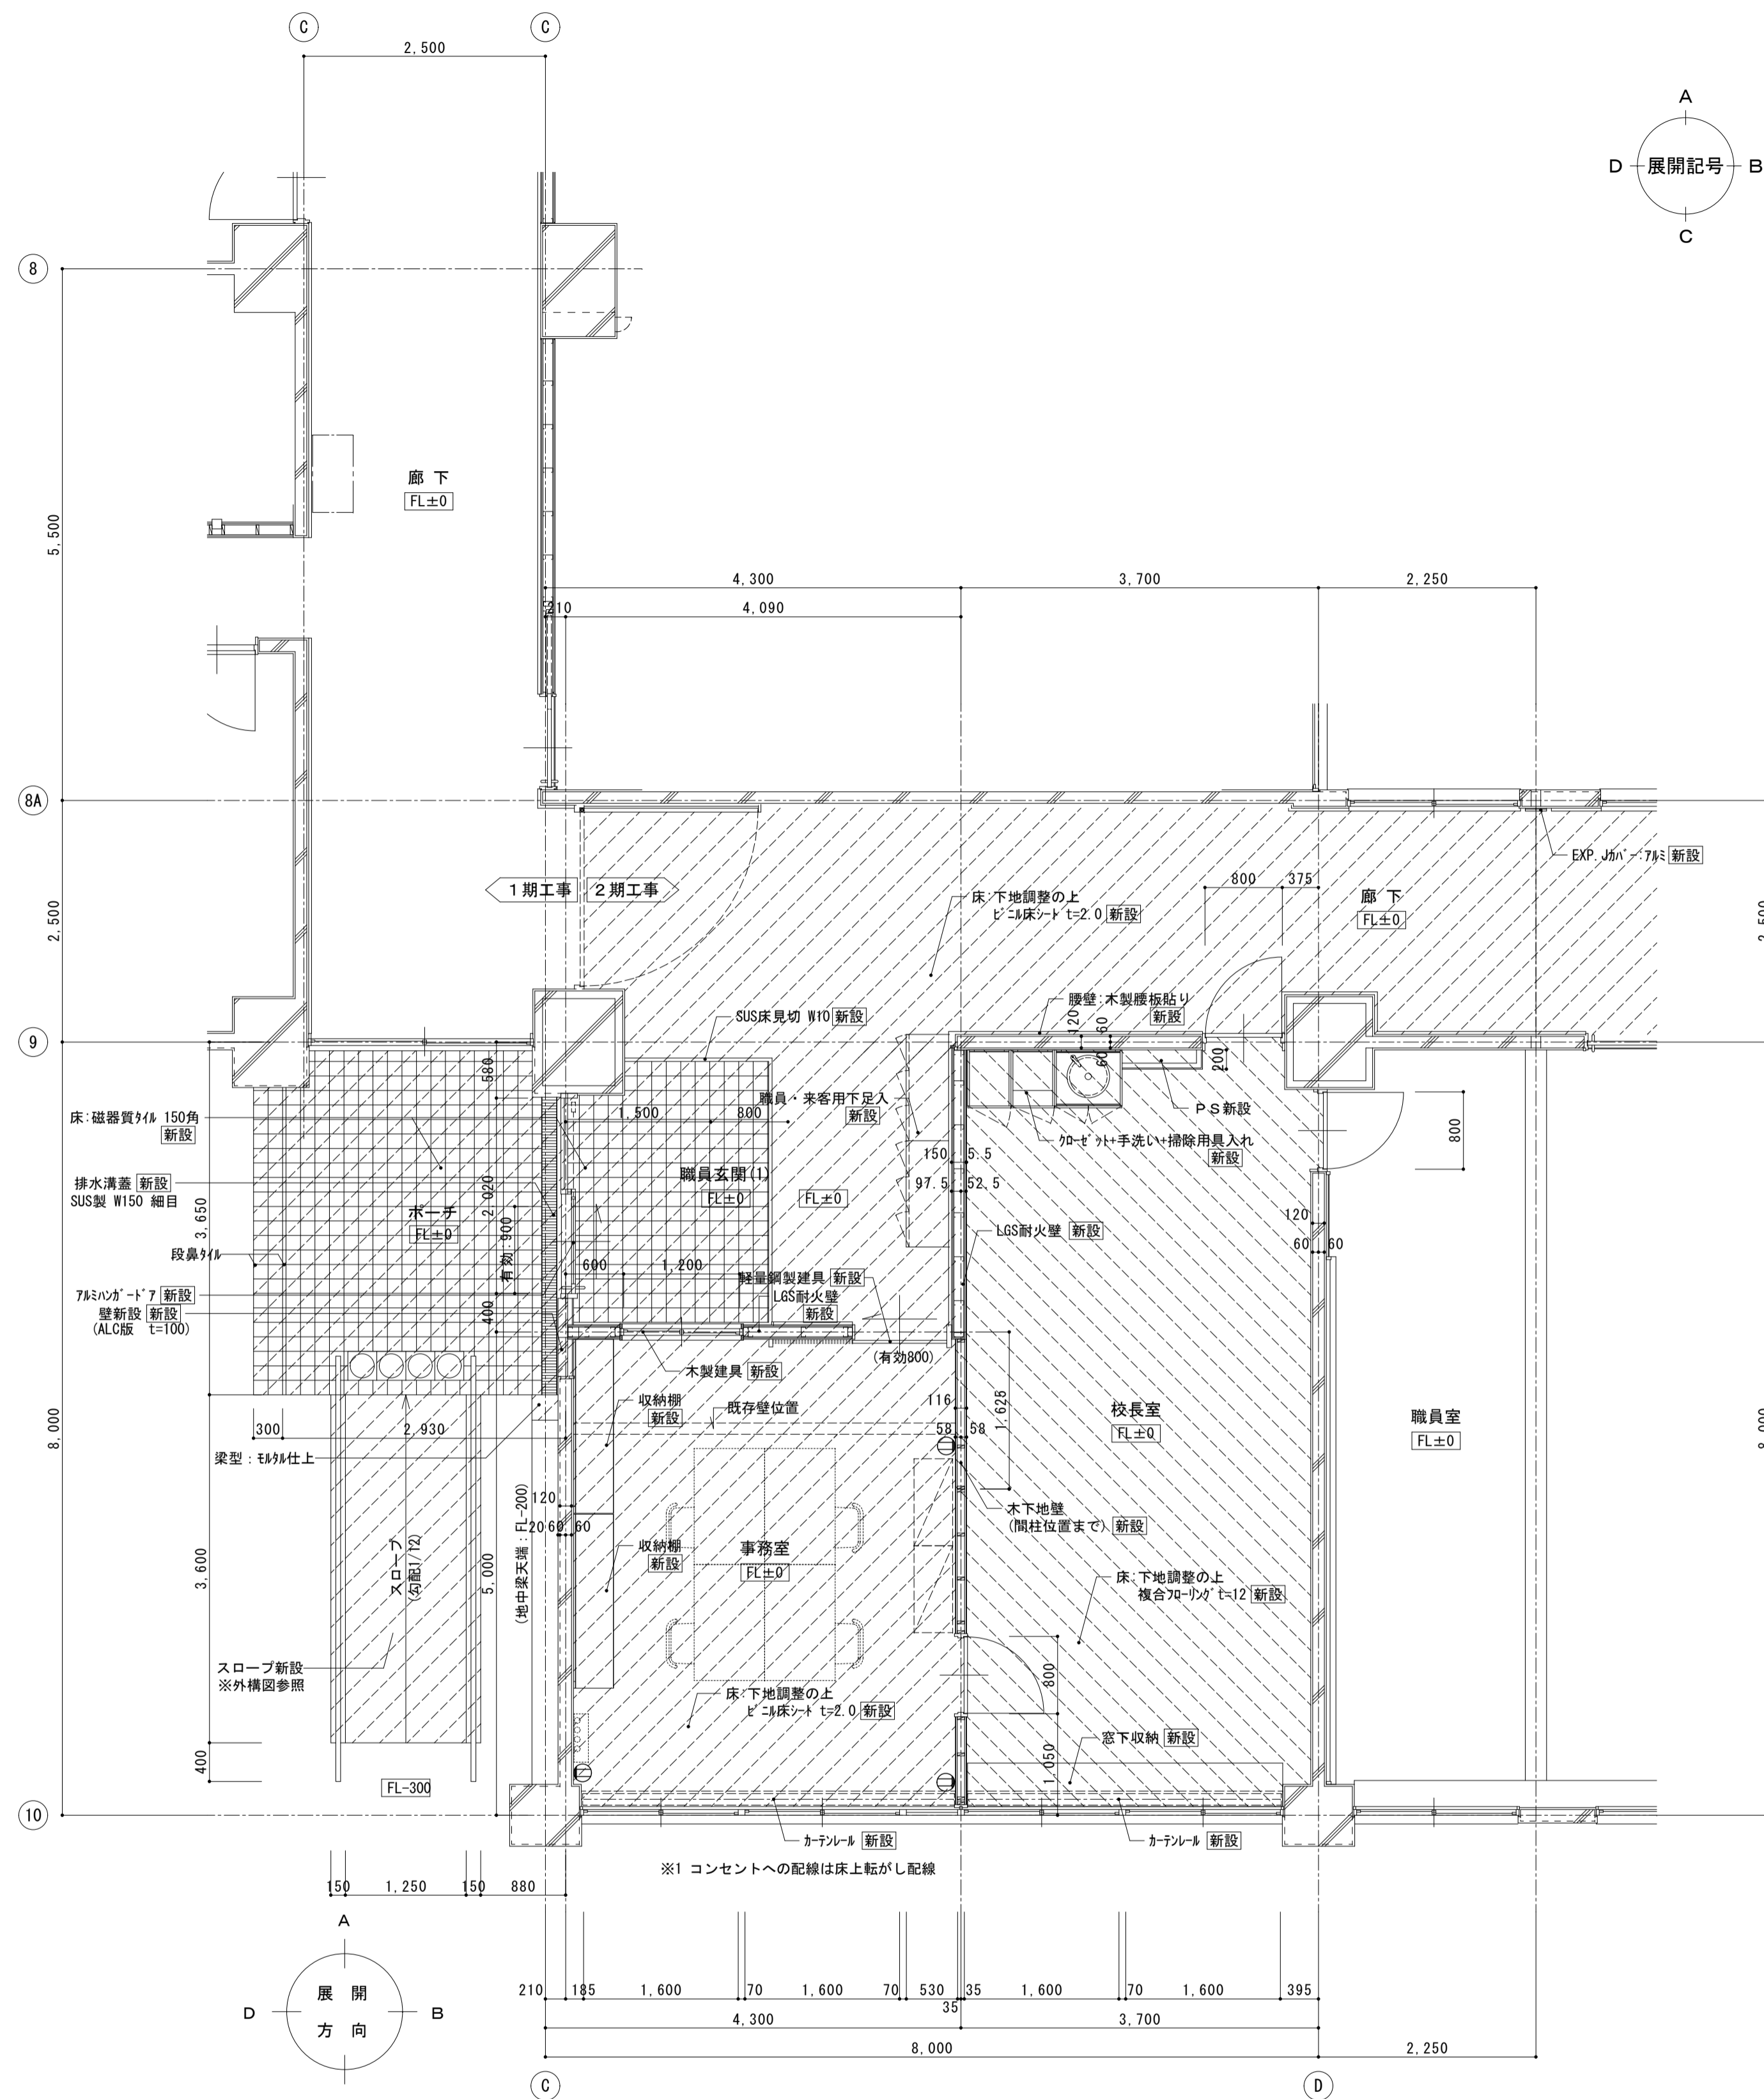 C
C
2,500
A
D
展開記号
B
C
8
廊 下
FL±0
5,500
4,300
3,700
2,250
210
4,090
8A
EXP.Jｶﾊﾞｰ:ｱﾙﾐ 新設
1期工事
2期工事
800
375
廊 下
FL±0
床:下地調整の上
ﾋﾞﾆﾙ床ｼｰﾄ t=2.0 新設
2,500
2,500
腰壁:木製腰板貼り
新設
SUS床見切 W10 新設
120
60
60
200
9
580
床:磁器質ﾀｲﾙ 150角
新設
1,500
800
職員・来客用下足入
新設
PS新設
ｸﾛｰｾﾞｯﾄ+手洗い+掃除用具入れ
新設
800
150
5.5
97.5
52.5
排水溝蓋 新設
SUS製 W150 細目
職員玄関(1)
FL±0
FL±0
ポーチ
FL±0
2,020
有効:900
3,650
LGS耐火壁 新設
120
60
60
段鼻ﾀｲﾙ
600
1,200
軽量鋼製建具 新設
LGS耐火壁
新設
ｱﾙﾐﾊﾝｶﾞｰﾄﾞｱ 新設
壁新設 新設
(ALC版 t=100)
400
(有効800)
木製建具 新設
収納棚
新設
既存壁位置
116
58
58
1,628
校長室
FL±0
職員室
FL±0
8,000
8,000
300
2,930
梁型：ﾓﾙﾀﾙ仕上
120
20
60
60
木下地壁
(間柱位置まで) 新設
(地中梁天端：FL-200)
5,000
スロープ
(勾配1/12)
3,600
収納棚
新設
事務室
FL±0
床:下地調整の上
複合ﾌﾛｰﾘﾝｸﾞt=12 新設
スロープ新設
※外構図参照
床:下地調整の上
ﾋﾞﾆﾙ床ｼｰﾄ t=2.0 新設
800
窓下収納 新設
1,050
400
FL-300
10
ｶｰﾃﾝﾚｰﾙ 新設
ｶｰﾃﾝﾚｰﾙ 新設
※1 コンセントへの配線は床上転がし配線
150
1,250
150
880
A
展 開
方 向
D
B
210
185
1,600
70
1,600
70
530
35
35
1,600
70
1,600
395
4,300
3,700
8,000
2,250
C
D